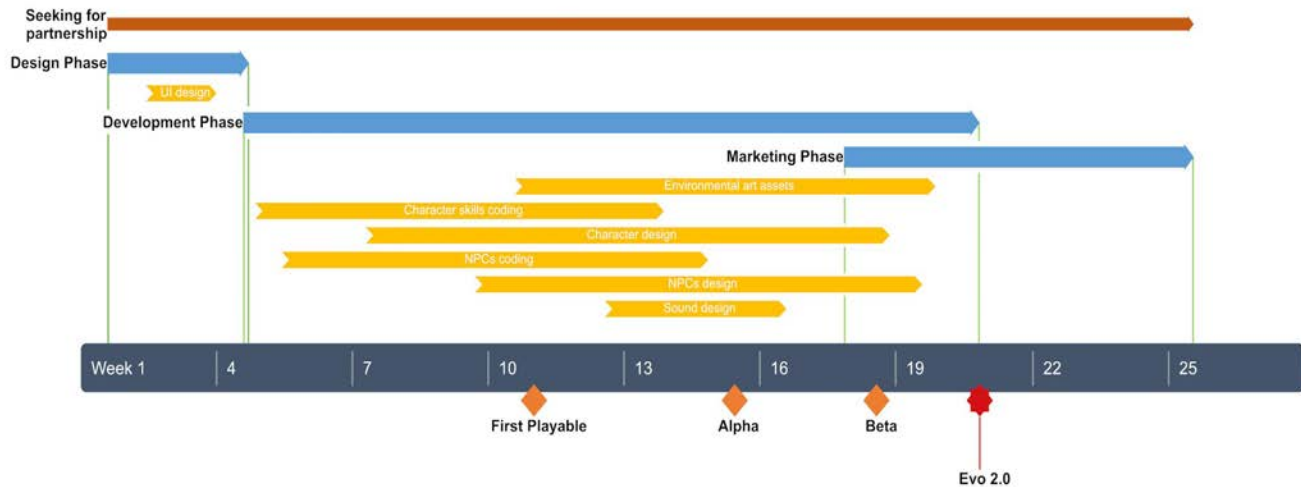 Seeking for
partnership
Design Phase
UI design
Development Phase
Marketing Phase
Environmental art assets
Character skills coding
Character design
NPCs coding
NPCs design
Sound design
Week 1 4 7 10 13 16 19 22 25
First Playable Alpha Beta
Evo 2.0